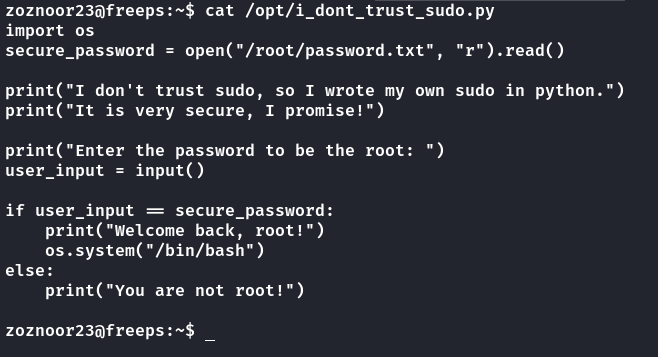 zoznoor23@freeps:~$ cat /opt/i_dont_trust_sudo.py
import os
secure_password = open("/root/password.txt", "r").read()
print("I don't trust sudo, so I wrote my own sudo in python.")
print("It is very secure, I promise!")
print("Enter the password to be the root: ")
user_input = input()
if user_input == secure_password:
    print("Welcome back, root!")
    os.system("/bin/bash")
else:
    print("You are not root!")
zoznoor23@freeps:~$ _